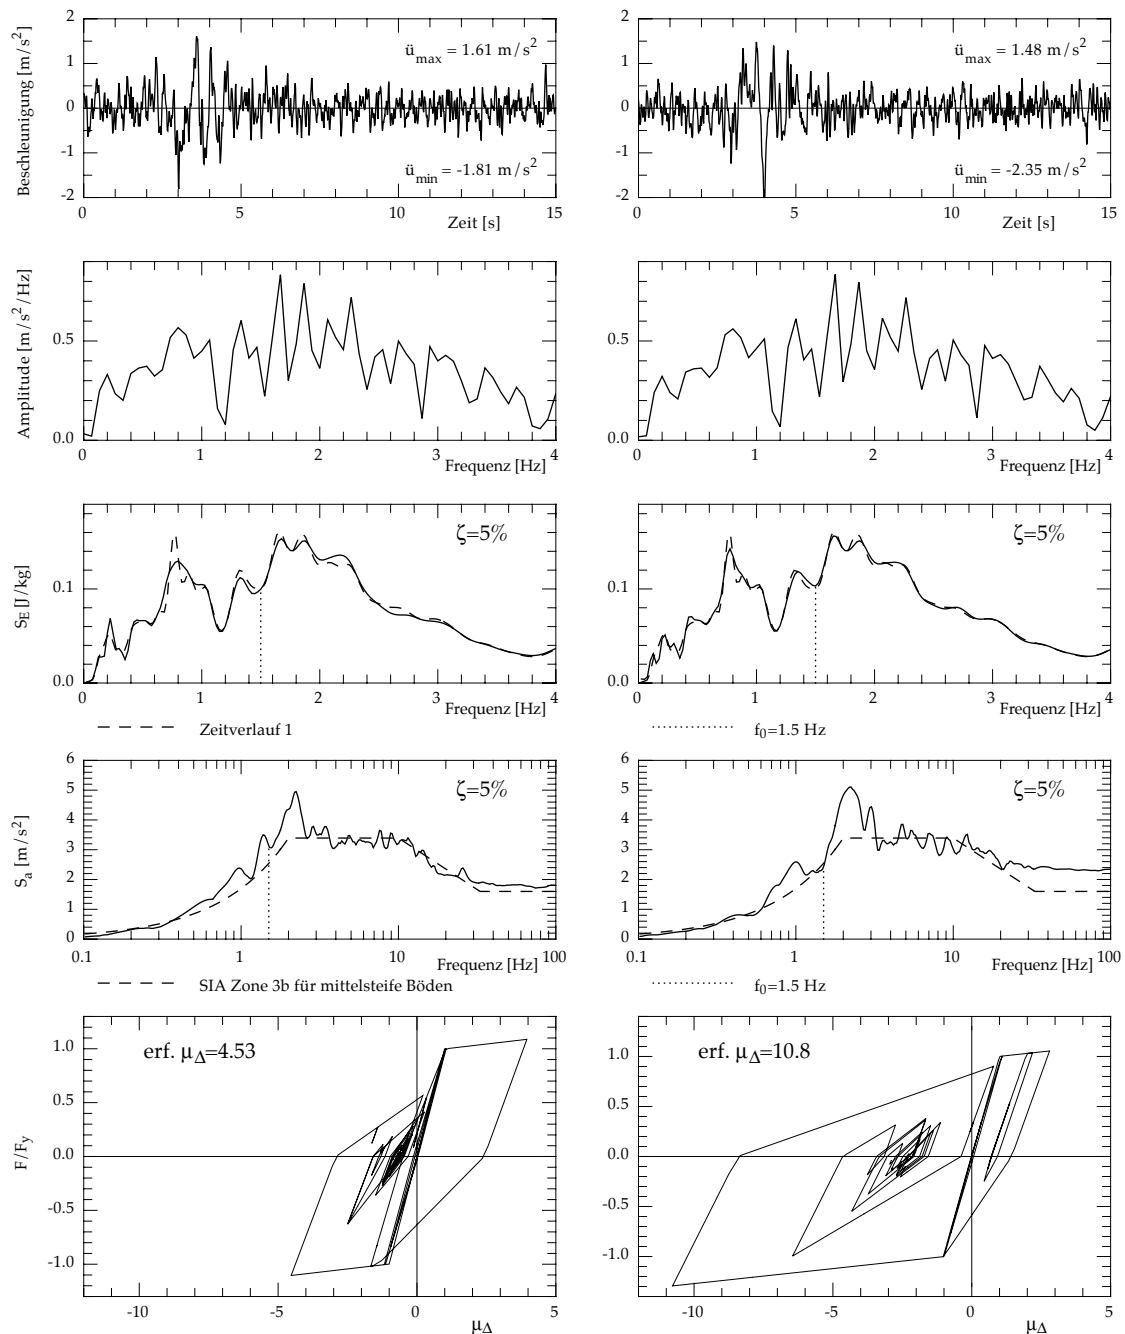 2
1
0
-1
-2
Beschleunigung [m/s²]
ü_max = 1.61 m/s²
ü_min = -1.81 m/s²
0 5 10 15
Zeit [s]
2
1
0
-1
-2
ü_max = 1.48 m/s²
ü_min = -2.35 m/s²
0 5 10 15
Zeit [s]
Amplitude [m/s²/Hz]
0.5
0.0
0 1 2 3 4
Frequenz [Hz]
0.5
0.0
0 1 2 3 4
Frequenz [Hz]
S_E [J/kg]
0.1
0.0
ζ=5%
0 1 2 3 4
Frequenz [Hz]
Zeitverlauf 1
0.1
0.0
ζ=5%
0 1 2 3 4
Frequenz [Hz]
f₀=1.5 Hz
S_a [m/s²]
6
5
4
3
2
1
0
ζ=5%
0.1 1 10 100
Frequenz [Hz]
SIA Zone 3b für mittelsteife Böden
6
5
4
3
2
1
0
ζ=5%
0.1 1 10 100
Frequenz [Hz]
f₀=1.5 Hz
F/F_y
1.0
0.5
0.0
-0.5
-1.0
erf. μ_Δ=4.53
-10 -5 0 5
μ_Δ
1.0
0.5
0.0
-0.5
-1.0
erf. μ_Δ=10.8
-10 -5 0 5
μ_Δ